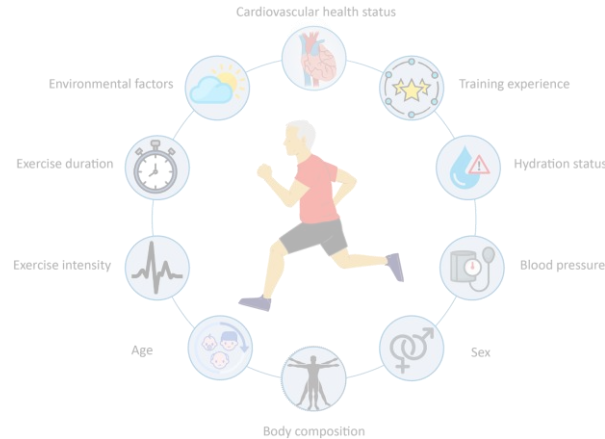 Cardiovascular health status
Environmental factors
Training experience
Exercise duration
Hydration status
Exercise intensity
Blood pressure
Age
Sex
Body composition